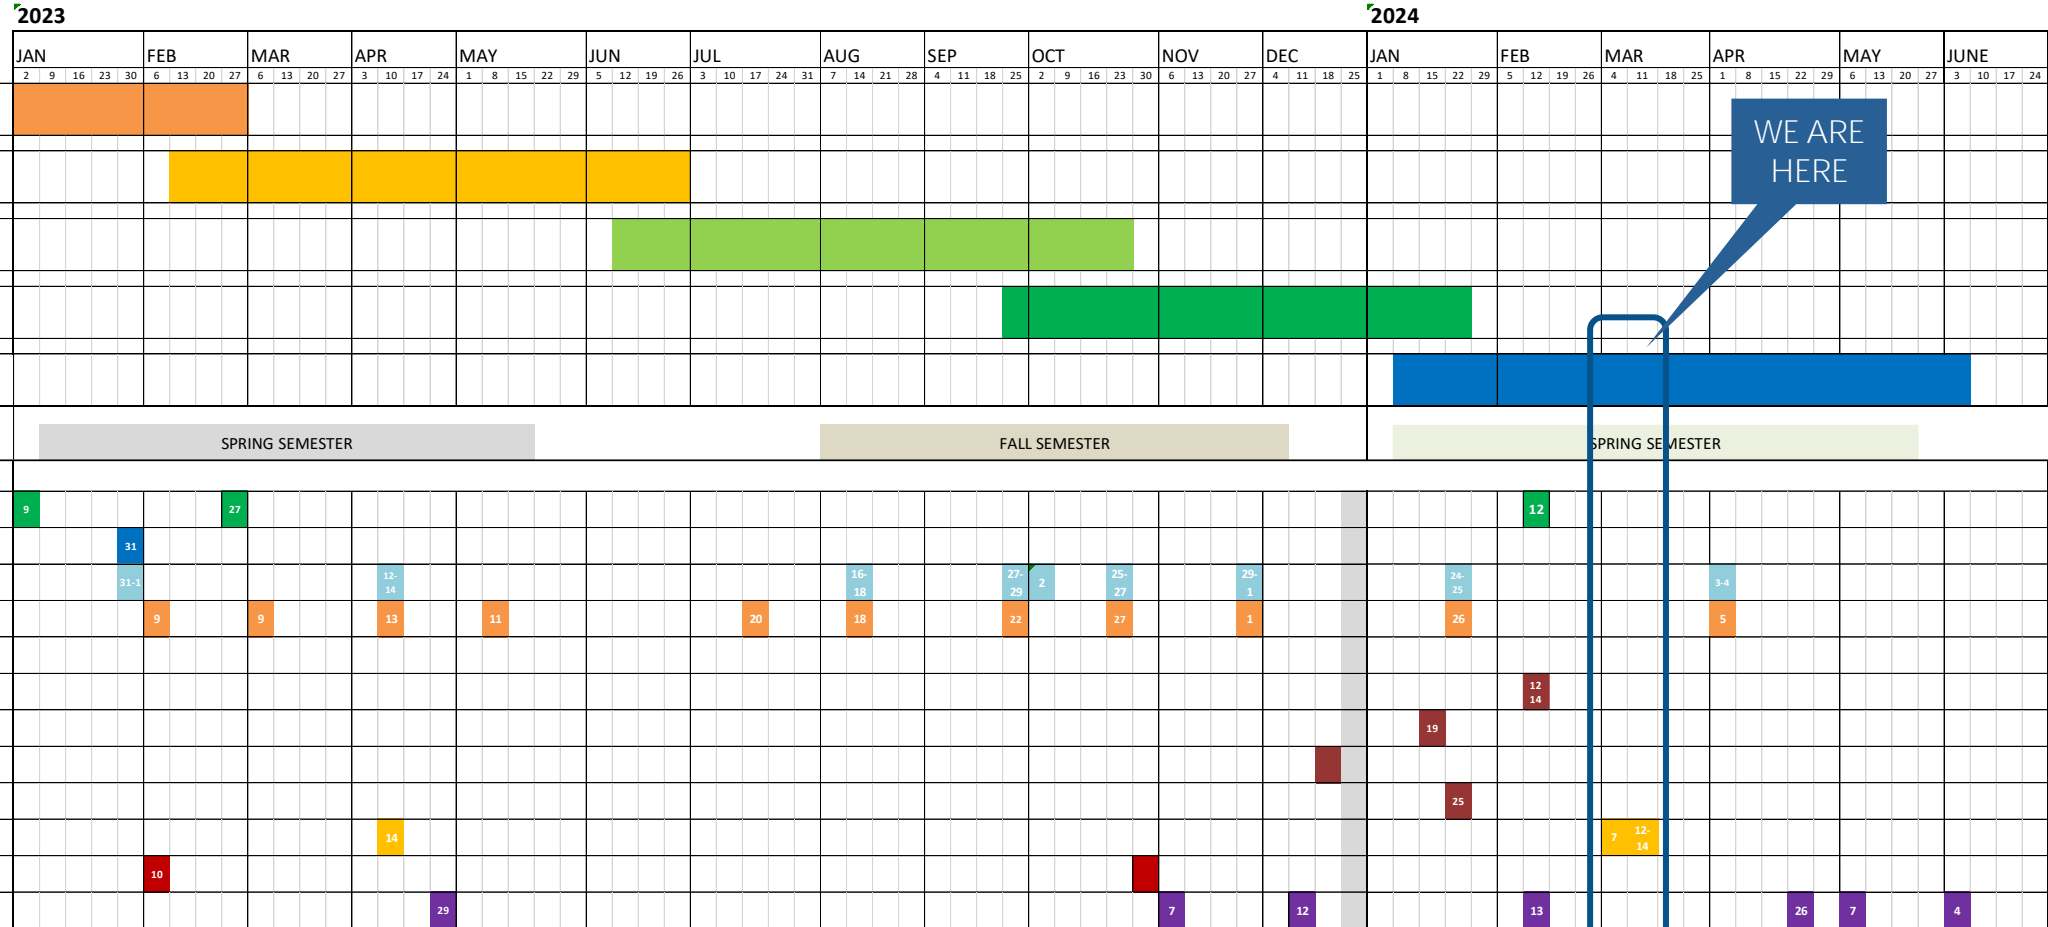 2023 2024
JAN FEB MAR APR MAY JUN JUL AUG SEP OCT NOV DEC JAN FEB MAR APR MAY JUNE
2 9 16 23 30 6 13 20 27 6 13 20 27 3 10 17 24 1 8 15 22 29 5 12 19 26 3 10 17 24 31 7 14 21 28 4 11 18 25 2 9 16 23 30 6 13 20 27 4 11 18 25 1 8 15 22 29 5 12 19 26 4 11 18 25 1 8 15 22 29 6 13 20 27 3 10 17 24
WE ARE
HERE
SPRING SEMESTER FALL SEMESTER SPRING SEMESTER
9 27 12
31
31-1 12-14 16-18 27-29 2 25-27 29-1 24-25 3-4
9 9 13 11 20 18 22 27 1 26 5
12
14
19
25
14 7 12-14
10
29 7 12 13 26 7 4